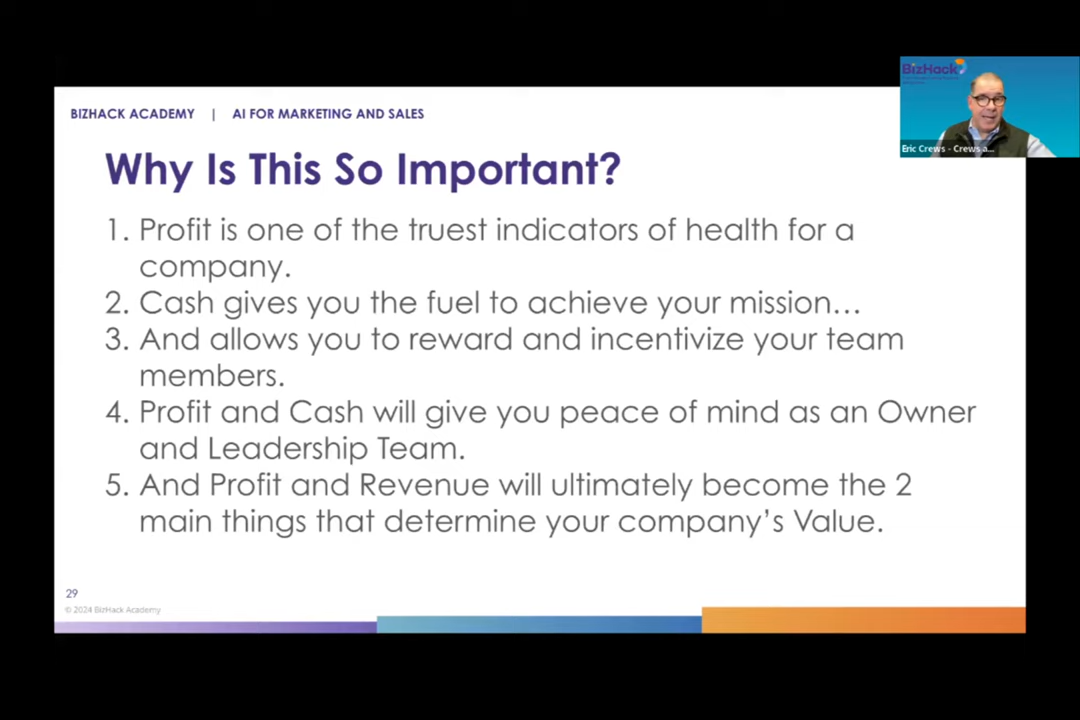 BIZHACK ACADEMY | AI FOR MARKETING AND SALES
BizHack
Eric Crews - Crews a...
Why Is This So Important?
1. Profit is one of the truest indicators of health for a
company.
2. Cash gives you the fuel to achieve your mission…
3. And allows you to reward and incentivize your team
members.
4. Profit and Cash will give you peace of mind as an Owner
and Leadership Team.
5. And Profit and Revenue will ultimately become the 2
main things that determine your company’s Value.
29
© 2024 BizHack Academy